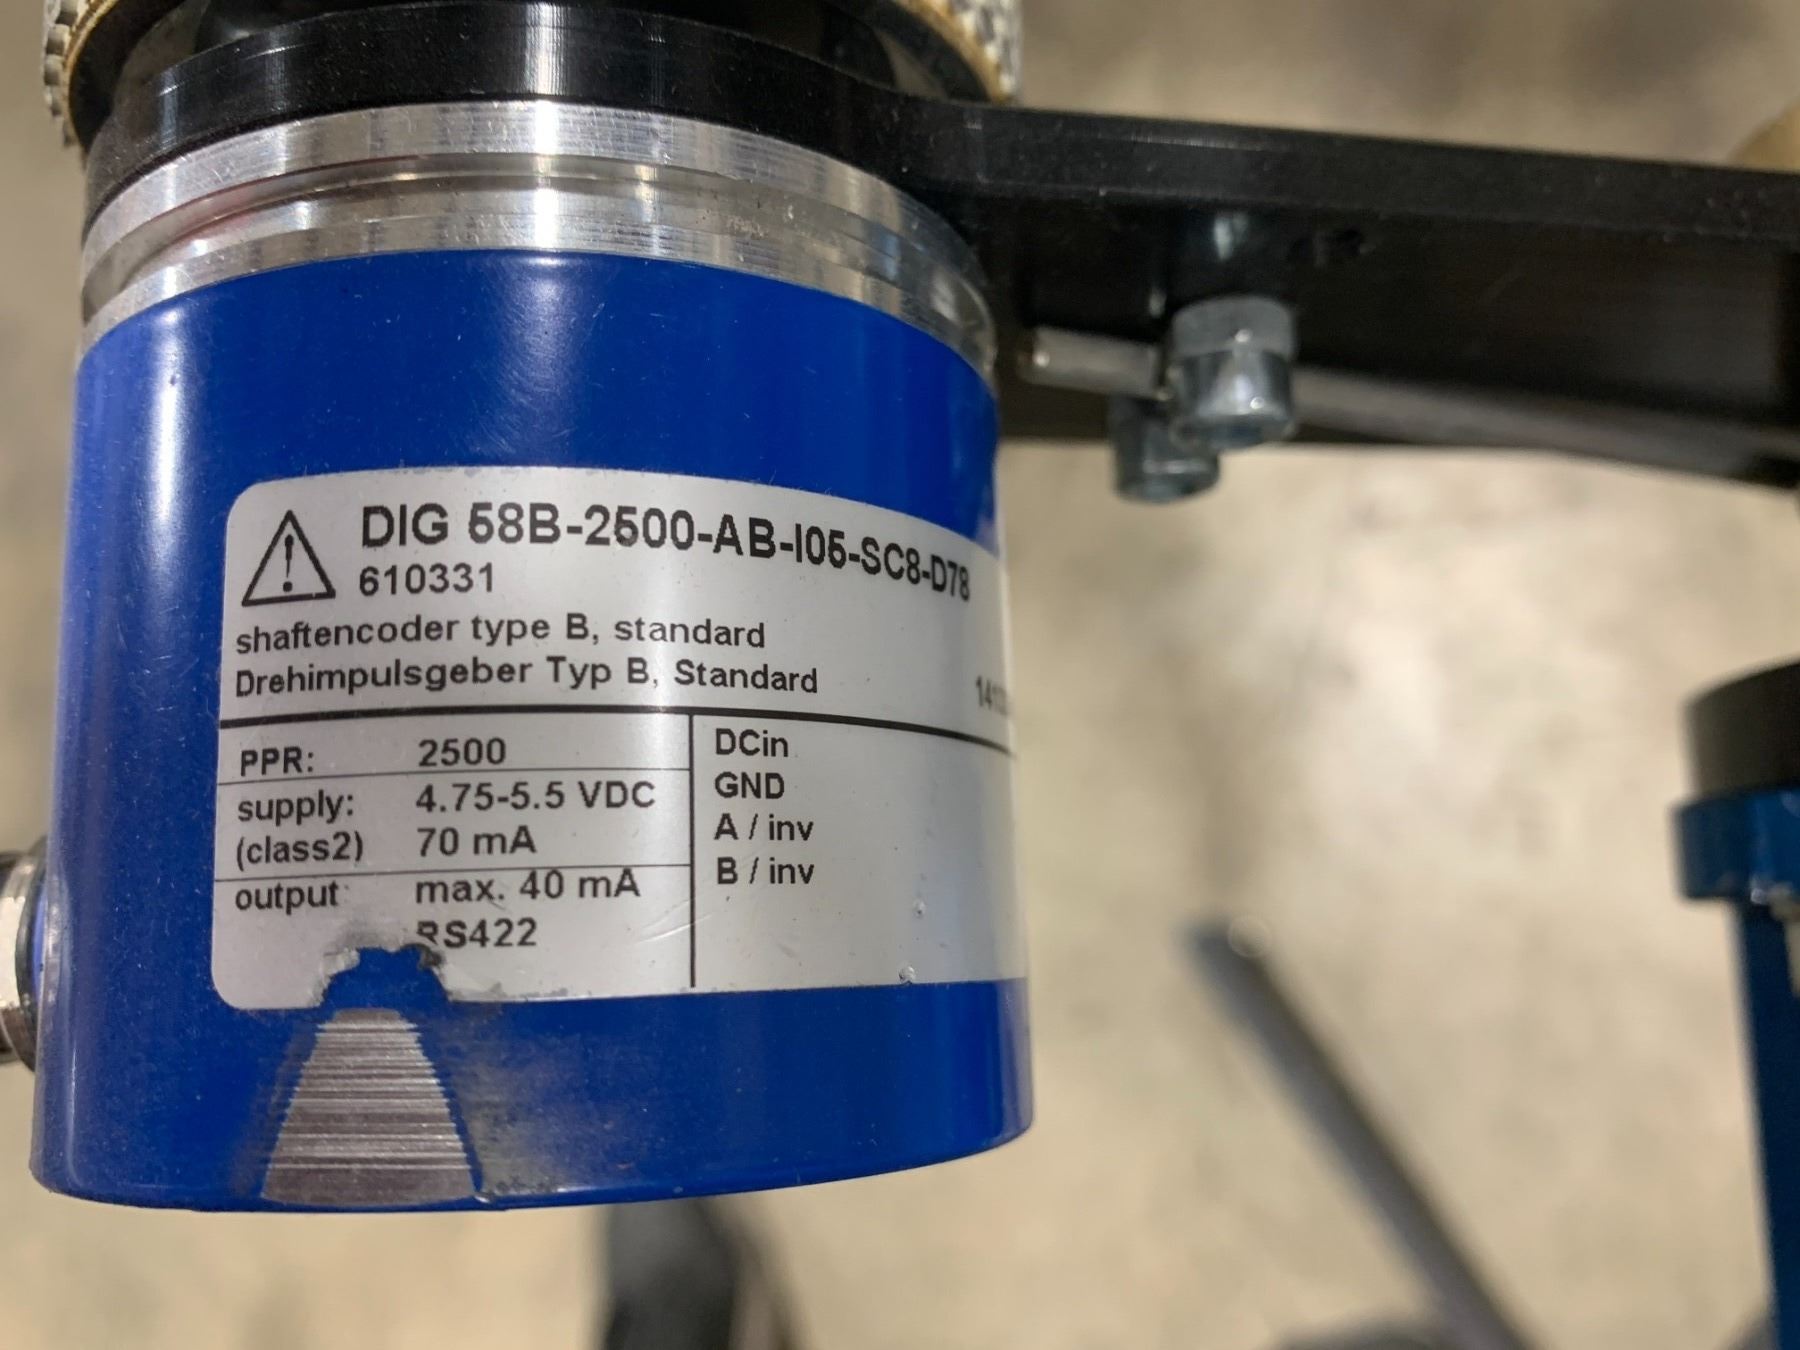 DIG 58B-2500-AB-I05-SC8-D78
610331
shaftencoder type B, standard
Drehimpulsgeber Typ B, Standard
PPR: 2500
supply: 4.75-5.5 VDC
(class2) 70 mA
output max. 40 mA
RS422
DCin
GND
A / inv
B / inv